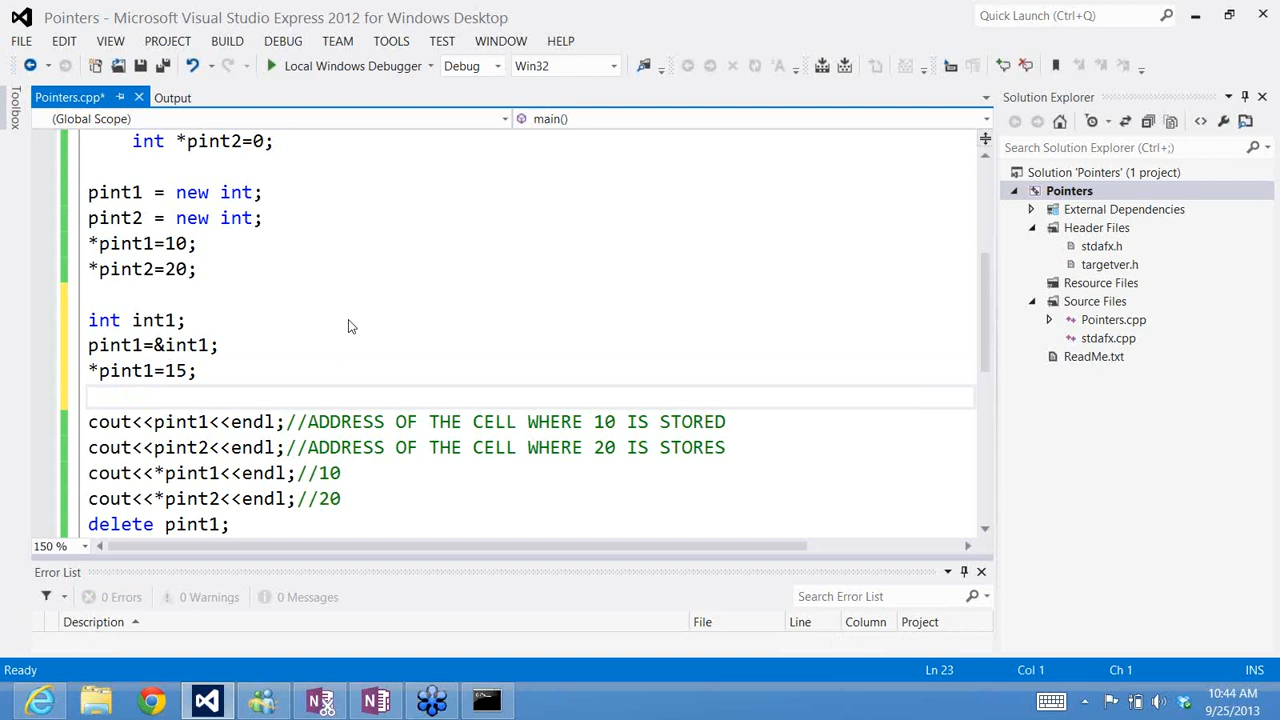 Pointers - Microsoft Visual Studio Express 2012 for Windows Desktop
Quick Launch (Ctrl+Q)
FILE EDIT VIEW PROJECT BUILD DEBUG TEAM TOOLS TEST WINDOW HELP
Local Windows Debugger Debug Win32
Toolbox
Pointers.cpp* Output
(Global Scope) main()
int *pint2=0;
pint1 = new int;
pint2 = new int;
*pint1=10;
*pint2=20;
int int1;
pint1=&int1;
*pint1=15;
cout<<pint1<<endl;//ADDRESS OF THE CELL WHERE 10 IS STORED
cout<<pint2<<endl;//ADDRESS OF THE CELL WHERE 20 IS STORES
cout<<*pint1<<endl;//10
cout<<*pint2<<endl;//20
delete pint1;
150 %
Error List
0 Errors 0 Warnings 0 Messages
Search Error List
Description File Line Column Project
Solution Explorer
Search Solution Explorer (Ctrl+;)
Solution 'Pointers' (1 project)
Pointers
External Dependencies
Header Files
stdafx.h
targetver.h
Resource Files
Source Files
Pointers.cpp
stdafx.cpp
ReadMe.txt
Ready Ln 23 Col 1 Ch 1 INS
10:44 AM
9/25/2013